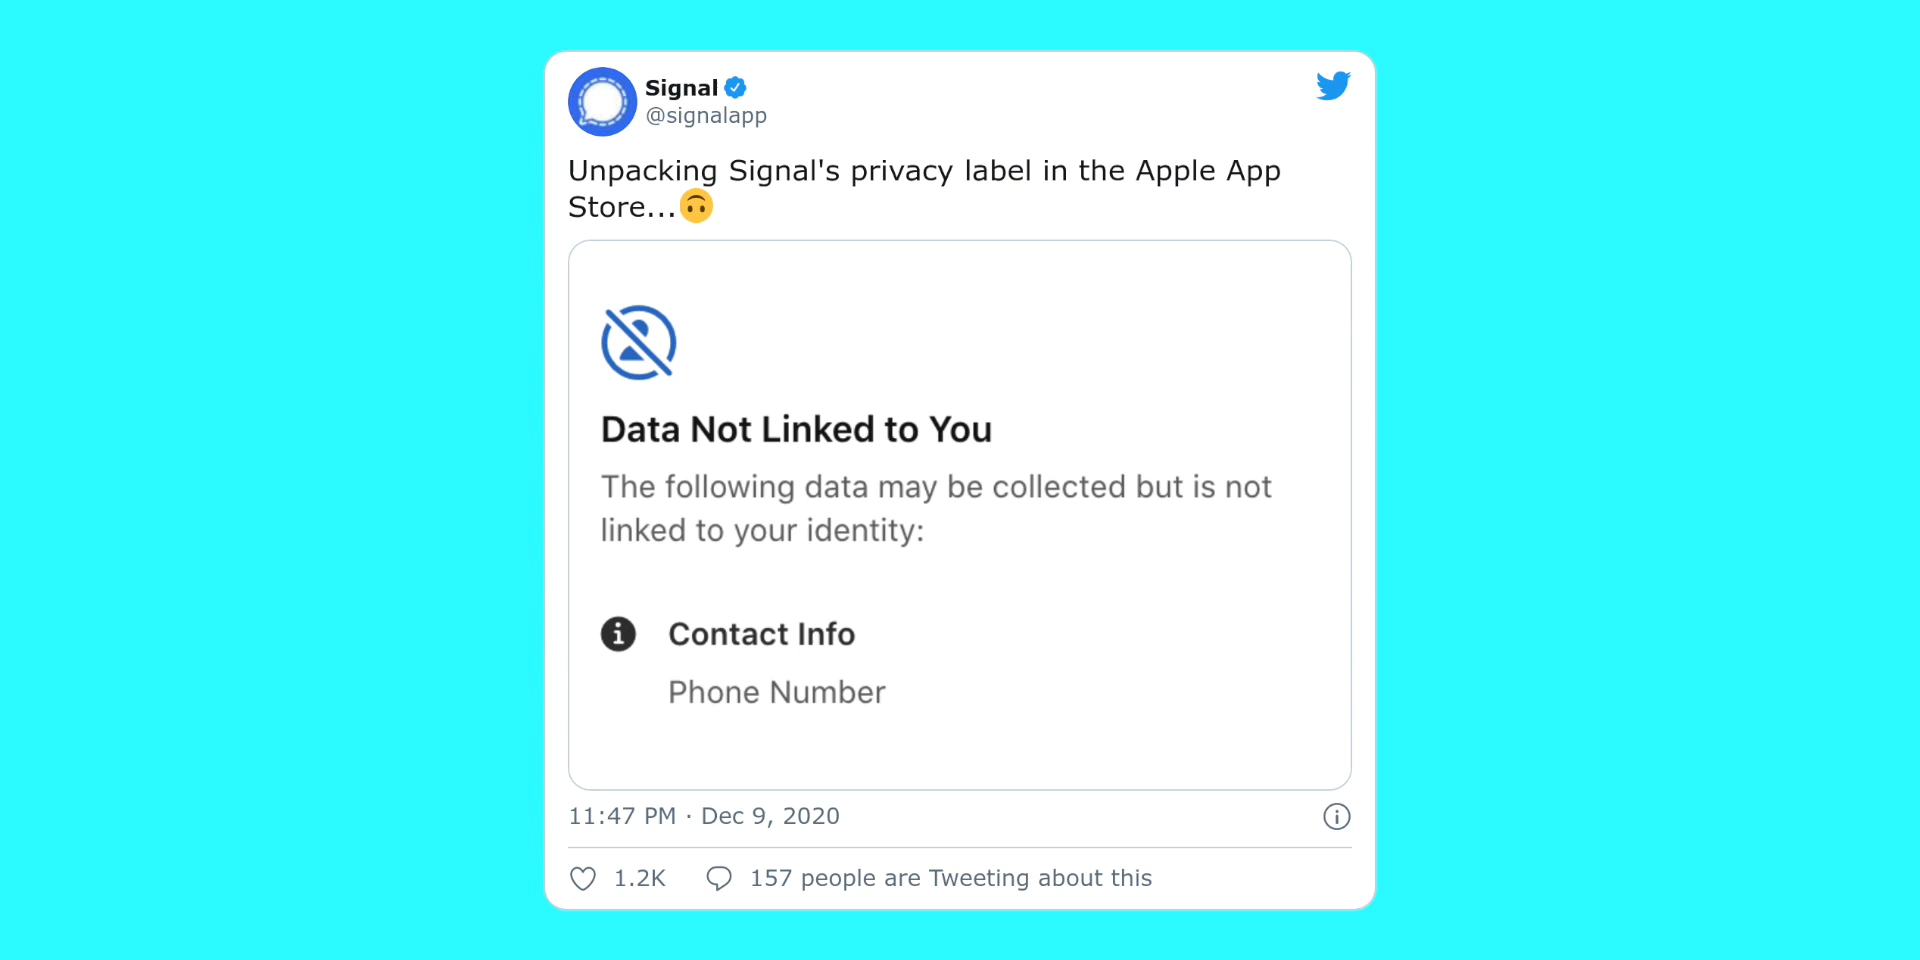 Signal
@signalapp
Unpacking Signal's privacy label in the Apple App
Store...🙃
Data Not Linked to You
The following data may be collected but is not
linked to your identity:
Contact Info
Phone Number
11:47 PM · Dec 9, 2020
1.2K 157 people are Tweeting about this